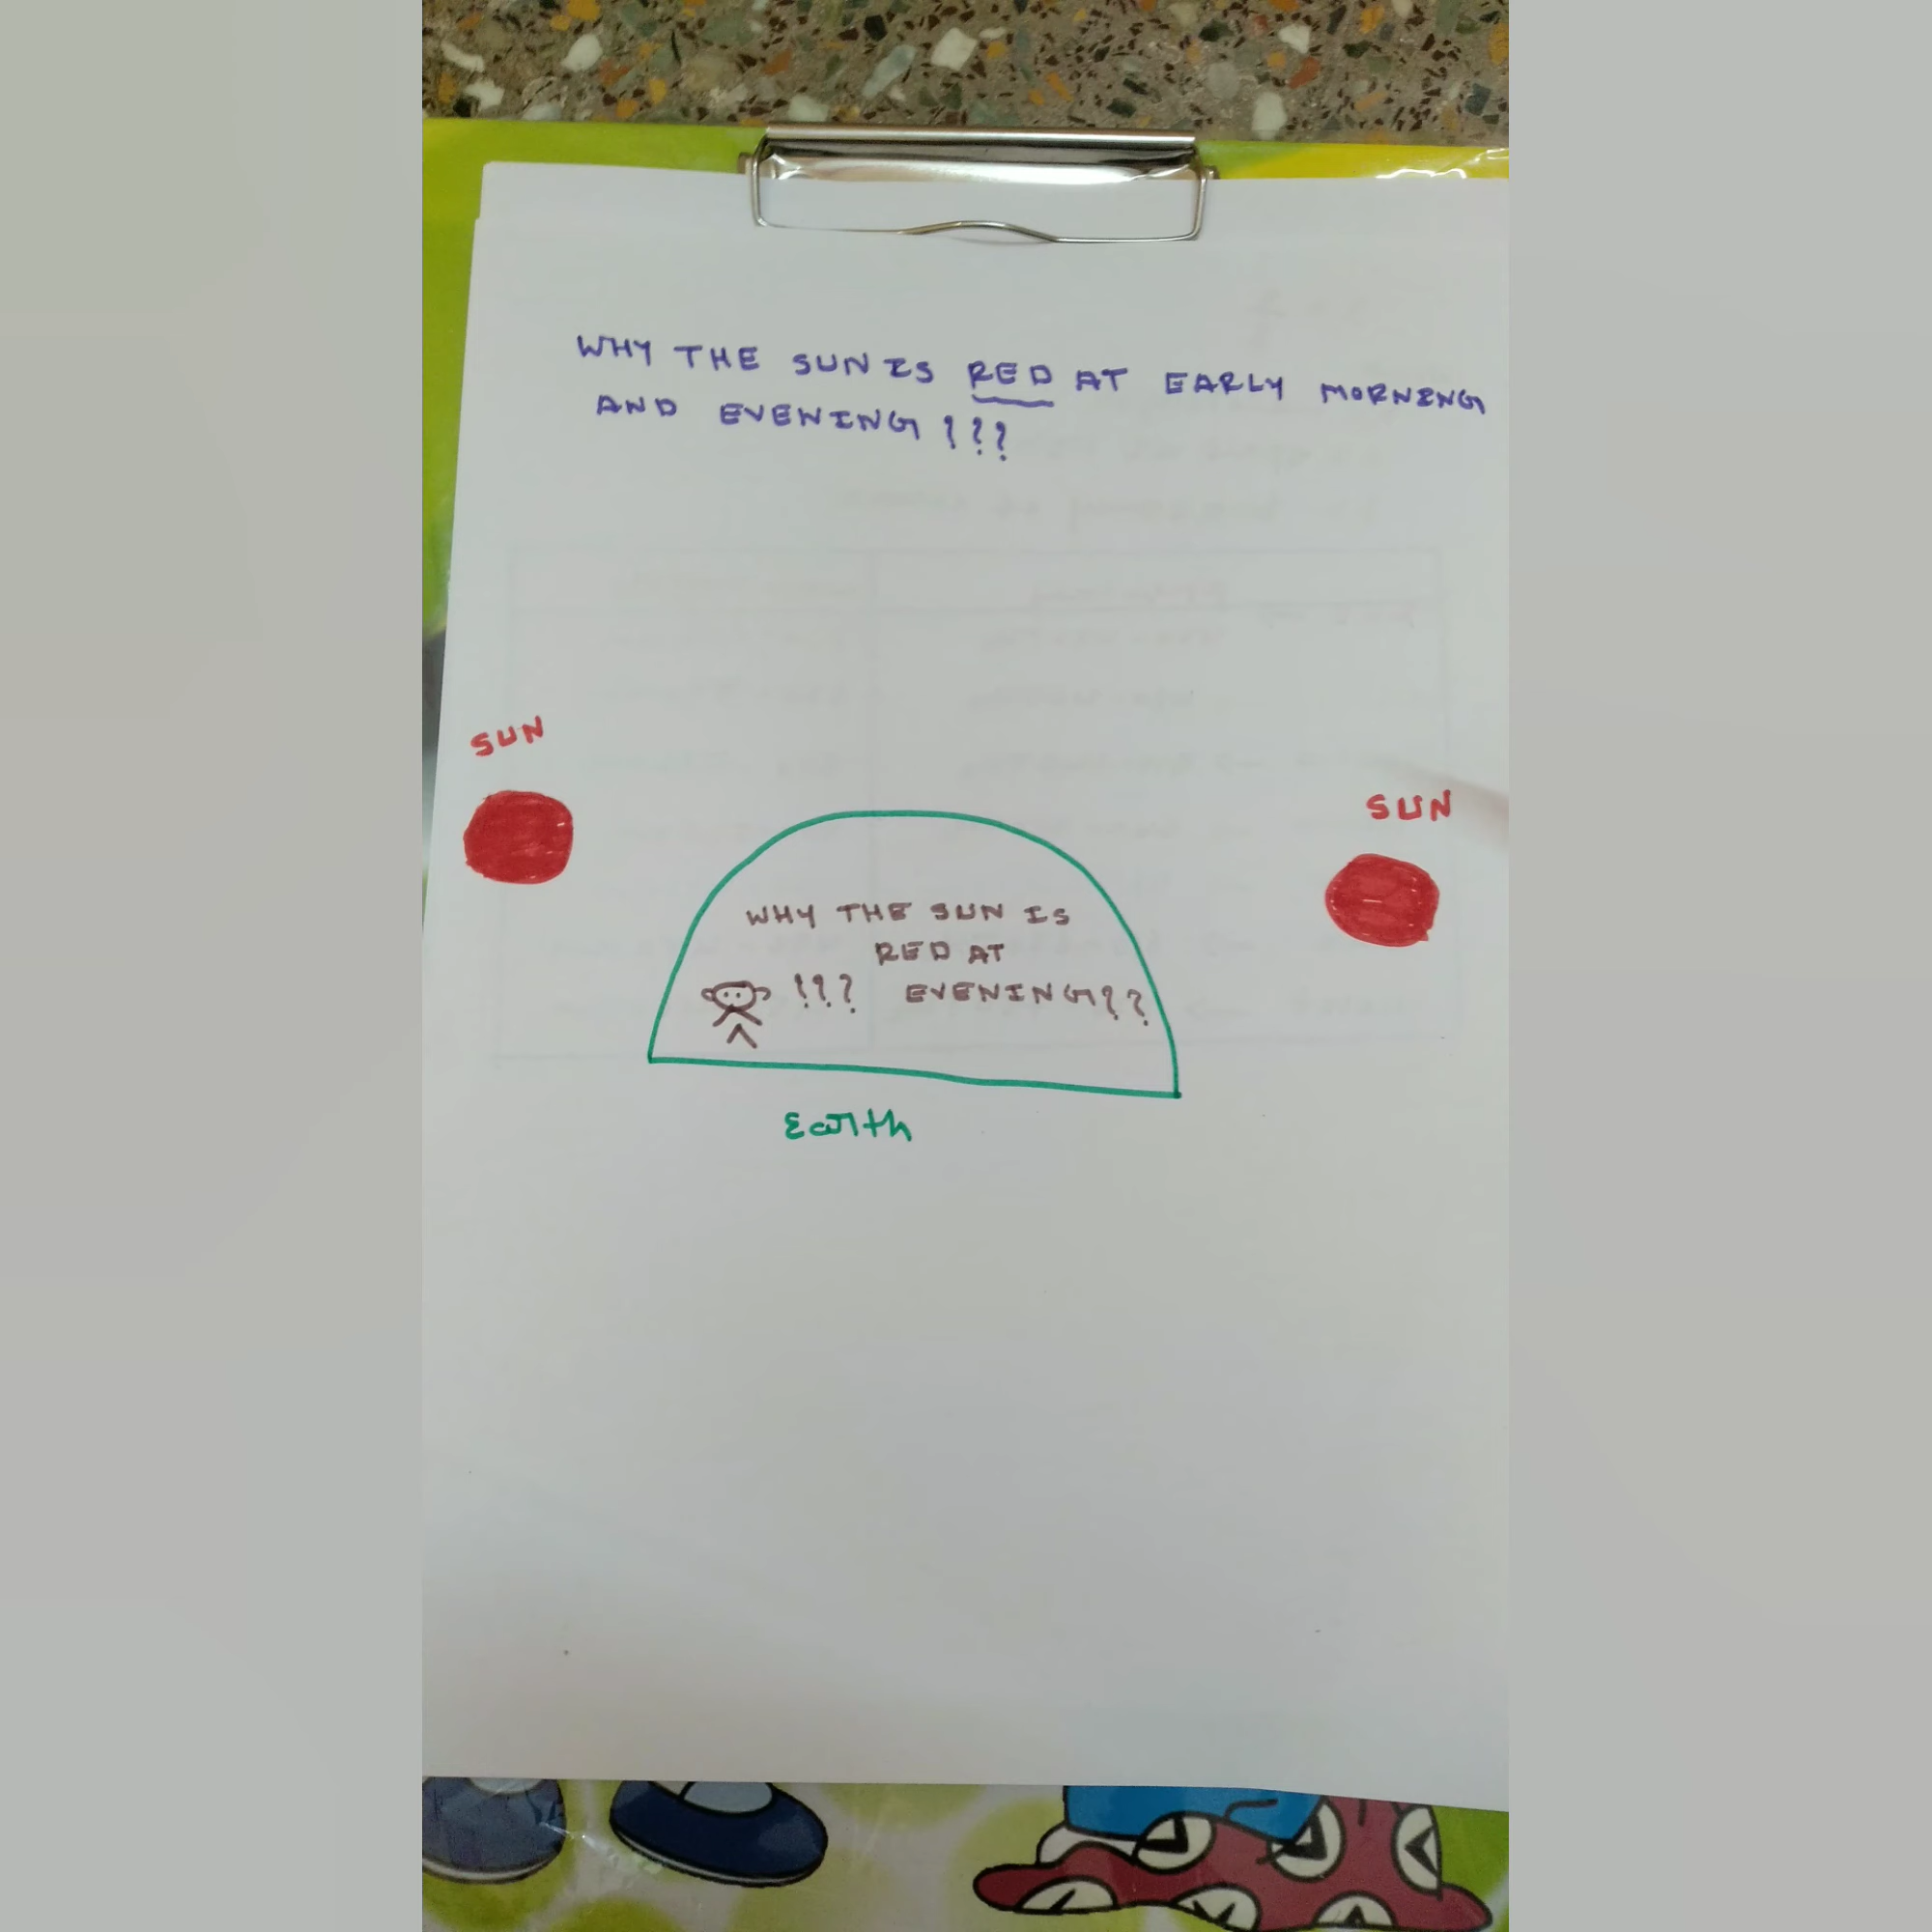 WHY THE SUN IS RED AT EARLY MORNING
AND EVENING ???
SUN
SUN
WHY THE SUN IS
RED AT
??? EVENING??
Earth